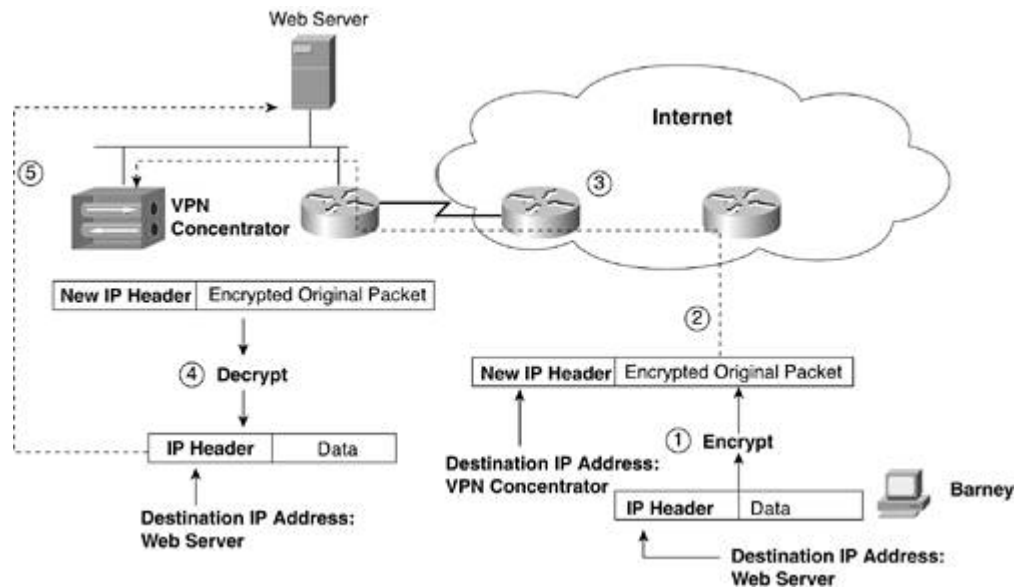 Web Server
Internet
⑤
③
VPN
Concentrator
New IP Header
Encrypted Original Packet
②
④ Decrypt
New IP Header
Encrypted Original Packet
① Encrypt
IP Header
Data
Destination IP Address:
VPN Concentrator
Barney
IP Header
Data
Destination IP Address:
Web Server
Destination IP Address:
Web Server